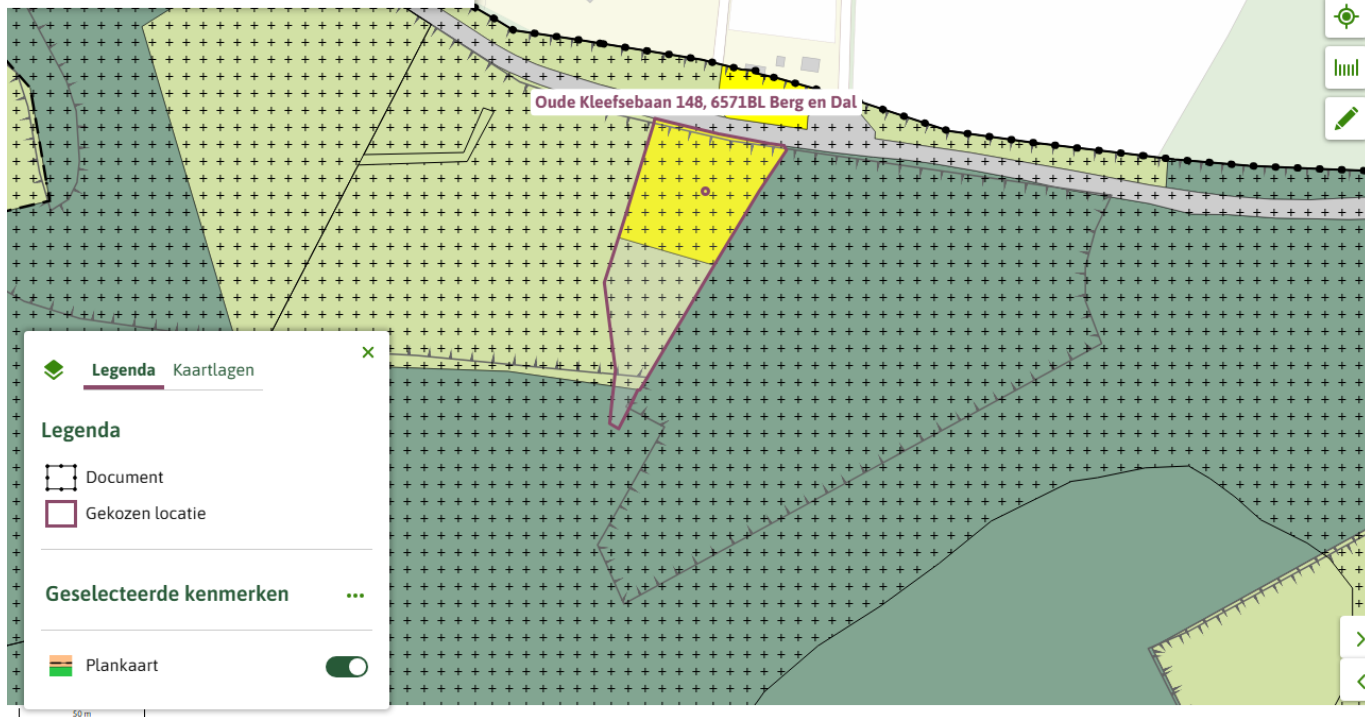 Oude Kleefsebaan 148, 6571BL Berg en Dal
Legenda
Kaartlagen
Legenda
Document
Gekozen locatie
Geselecteerde kenmerken
Plankaart
50 m